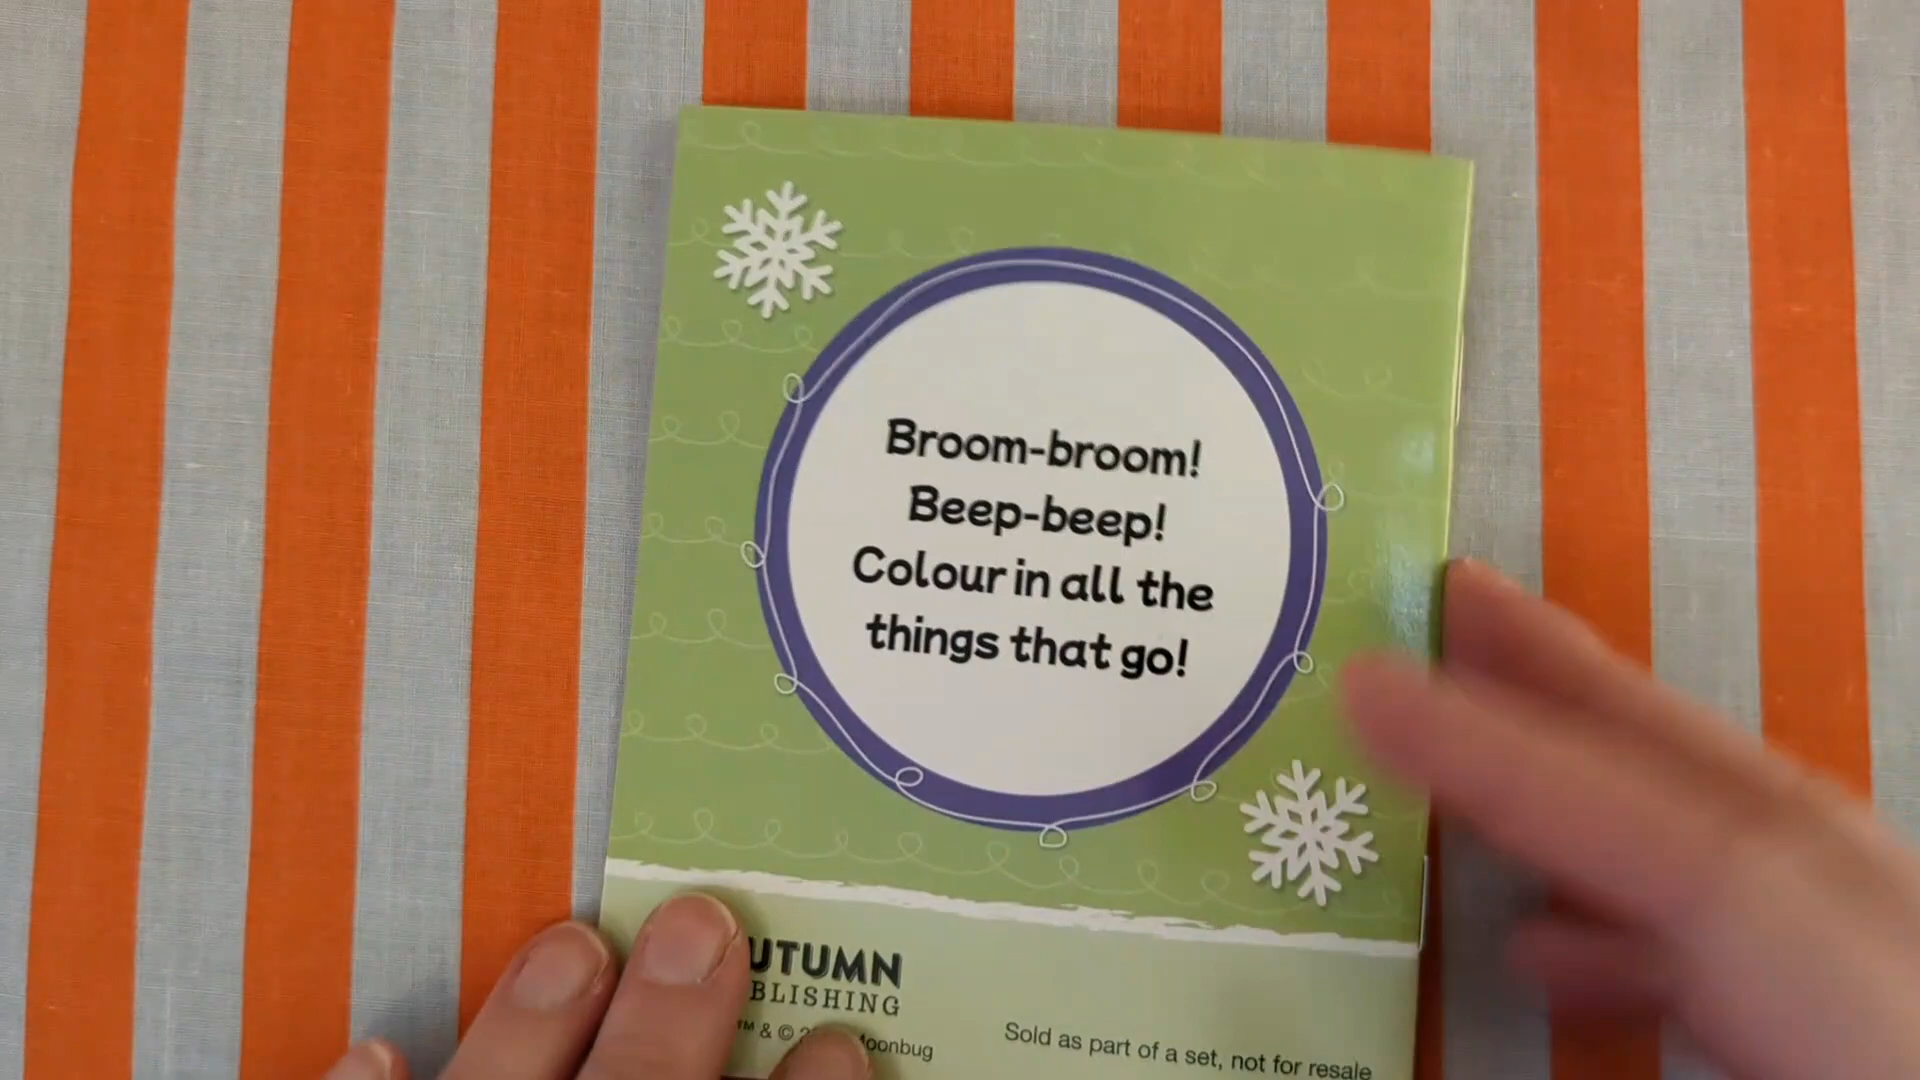 Broom-broom!
Beep-beep!
Colour in all the
things that go!
UTUMN
BLISHING
™ & © Moonbug
Sold as part of a set, not for resale